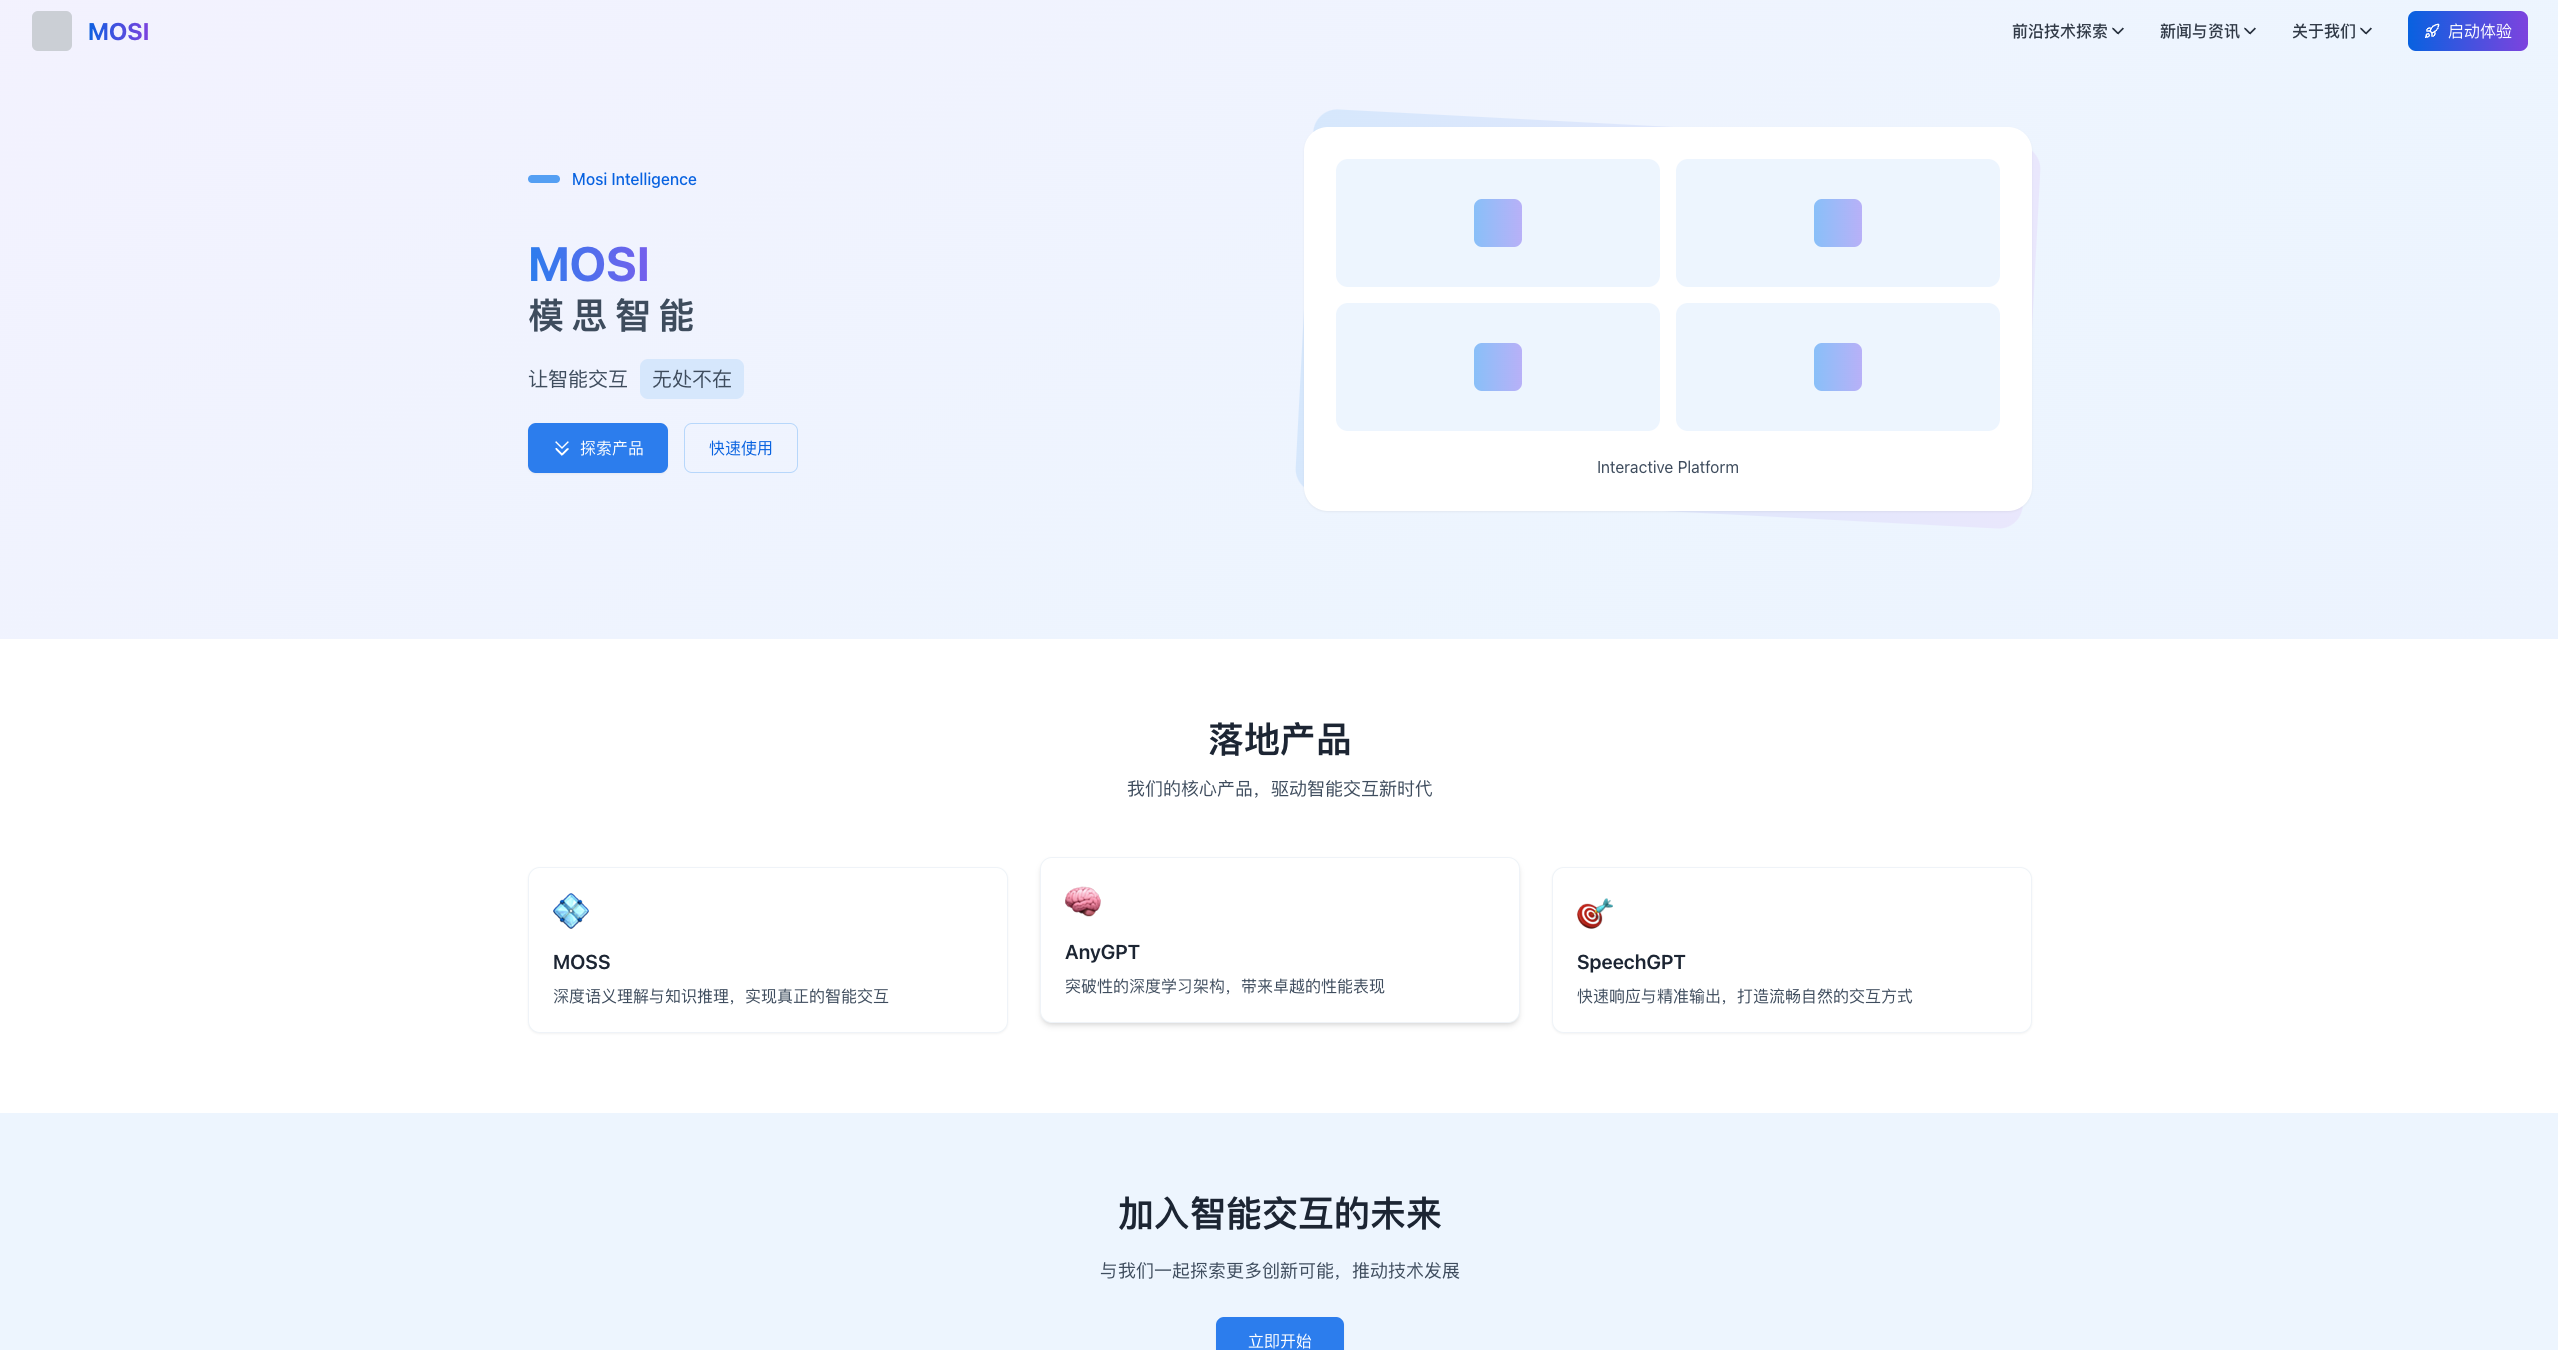 MOSI
前沿技术探索
新闻与资讯
关于我们
启动体验
Mosi Intelligence
MOSI
模思智能
让智能交互 无处不在
探索产品
快速使用
Interactive Platform
落地产品
我们的核心产品，驱动智能交互新时代
MOSS
深度语义理解与知识推理，实现真正的智能交互
AnyGPT
突破性的深度学习架构，带来卓越的性能表现
SpeechGPT
快速响应与精准输出，打造流畅自然的交互方式
加入智能交互的未来
与我们一起探索更多创新可能，推动技术发展
立即开始